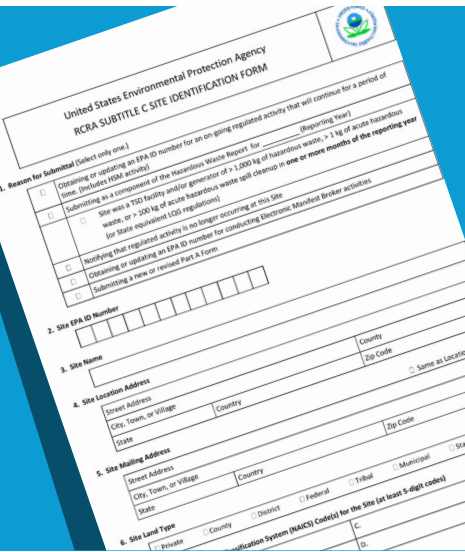 United States Environmental Protection Agency
RCRA SUBTITLE C SITE IDENTIFICATION FORM
1. Reason for Submittal (Select only one.)
Obtaining or updating an EPA ID number for an on-going regulated activity that will continue for a period of
time. (Includes HSM activity)
Submitting as a component of the Hazardous Waste Report for ________ (Reporting Year)
Site was a TSD facility and/or generator of > 1,000 kg of hazardous waste, > 1 kg of acute hazardous
waste, or > 100 kg of acute hazardous waste spill cleanup in one or more months of the reporting year
(or State equivalent LQG regulations)
Notifying that regulated activity is no longer occurring at this Site
Obtaining or updating an EPA ID number for conducting Electronic Manifest Broker activities
Submitting a new or revised Part A Form
2. Site EPA ID Number
3. Site Name
4. Site Location Address
Street Address
City, Town, or Village
County
State
Country
Zip Code
5. Site Mailing Address
Same as Locatio
Street Address
City, Town, or Village
State
Country
Zip Code
6. Site Land Type
Private
County
District
Federal
Tribal
Municipal
Sta
ssification System (NAICS) Code(s) for the Site (at least 5-digit codes)
C.
D.